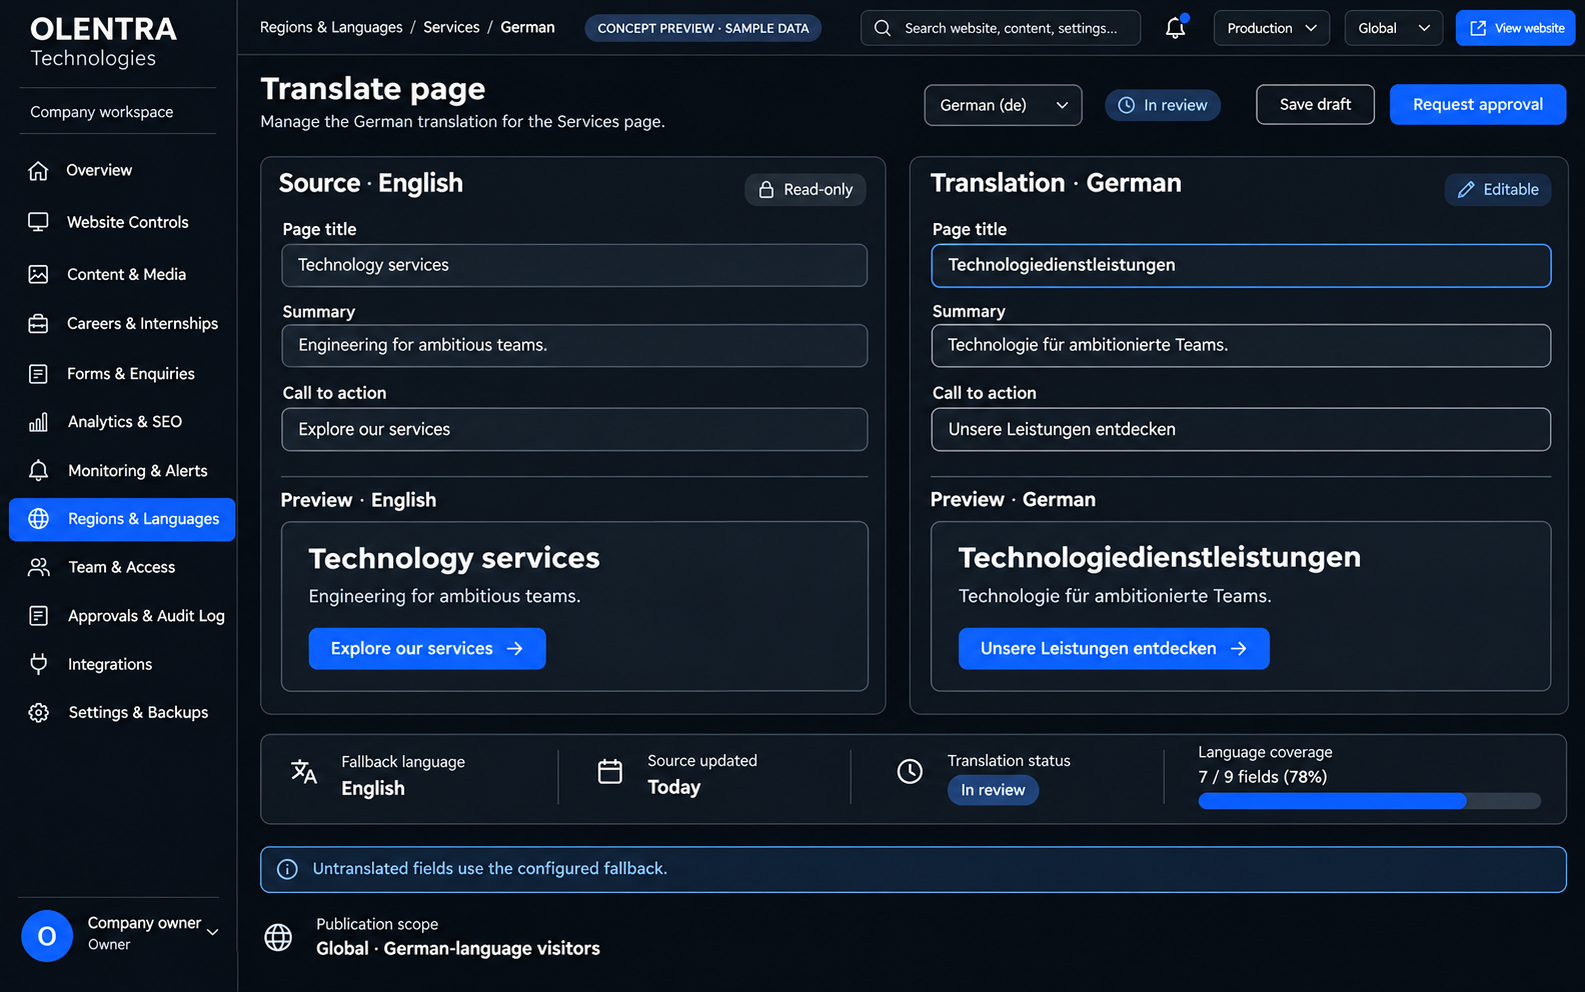 OLENTRA
Technologies
Company workspace
Overview
Website Controls
Content & Media
Careers & Internships
Forms & Enquiries
Analytics & SEO
Monitoring & Alerts
Regions & Languages
Team & Access
Approvals & Audit Log
Integrations
Settings & Backups
O
Company owner
Owner
Regions & Languages / Services / German
CONCEPT PREVIEW · SAMPLE DATA
Search website, content, settings...
Production
Global
View website
Translate page
Manage the German translation for the Services page.
German (de)
In review
Save draft
Request approval
Source · English
Read-only
Page title
Technology services
Summary
Engineering for ambitious teams.
Call to action
Explore our services
Preview · English
Technology services
Engineering for ambitious teams.
Explore our services →
Translation · German
Editable
Page title
Technologiedienstleistungen
Summary
Technologie für ambitionierte Teams.
Call to action
Unsere Leistungen entdecken
Preview · German
Technologiedienstleistungen
Technologie für ambitionierte Teams.
Unsere Leistungen entdecken →
Fallback language
English
Source updated
Today
Translation status
In review
Language coverage
7 / 9 fields (78%)
Untranslated fields use the configured fallback.
Publication scope
Global · German-language visitors